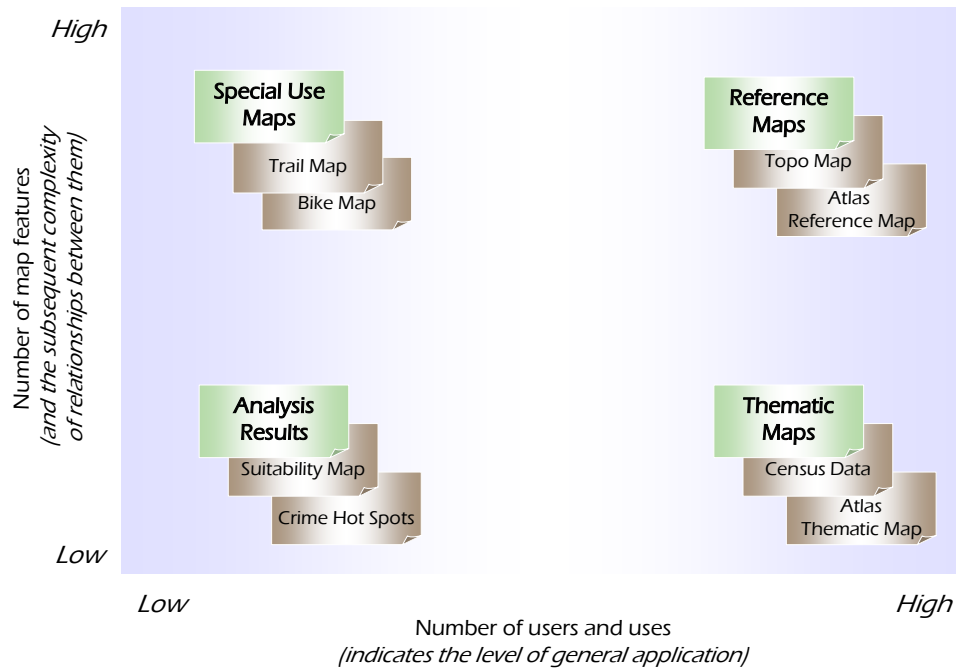 High
Special Use
Maps
Trail Map
Bike Map
Reference
Maps
Topo Map
Atlas
Reference Map
Number of map features
(and the subsequent complexity
of relationships between them)
Analysis
Results
Suitability Map
Crime Hot Spots
Thematic
Maps
Census Data
Atlas
Thematic Map
Low
Low
High
Number of users and uses
(indicates the level of general application)